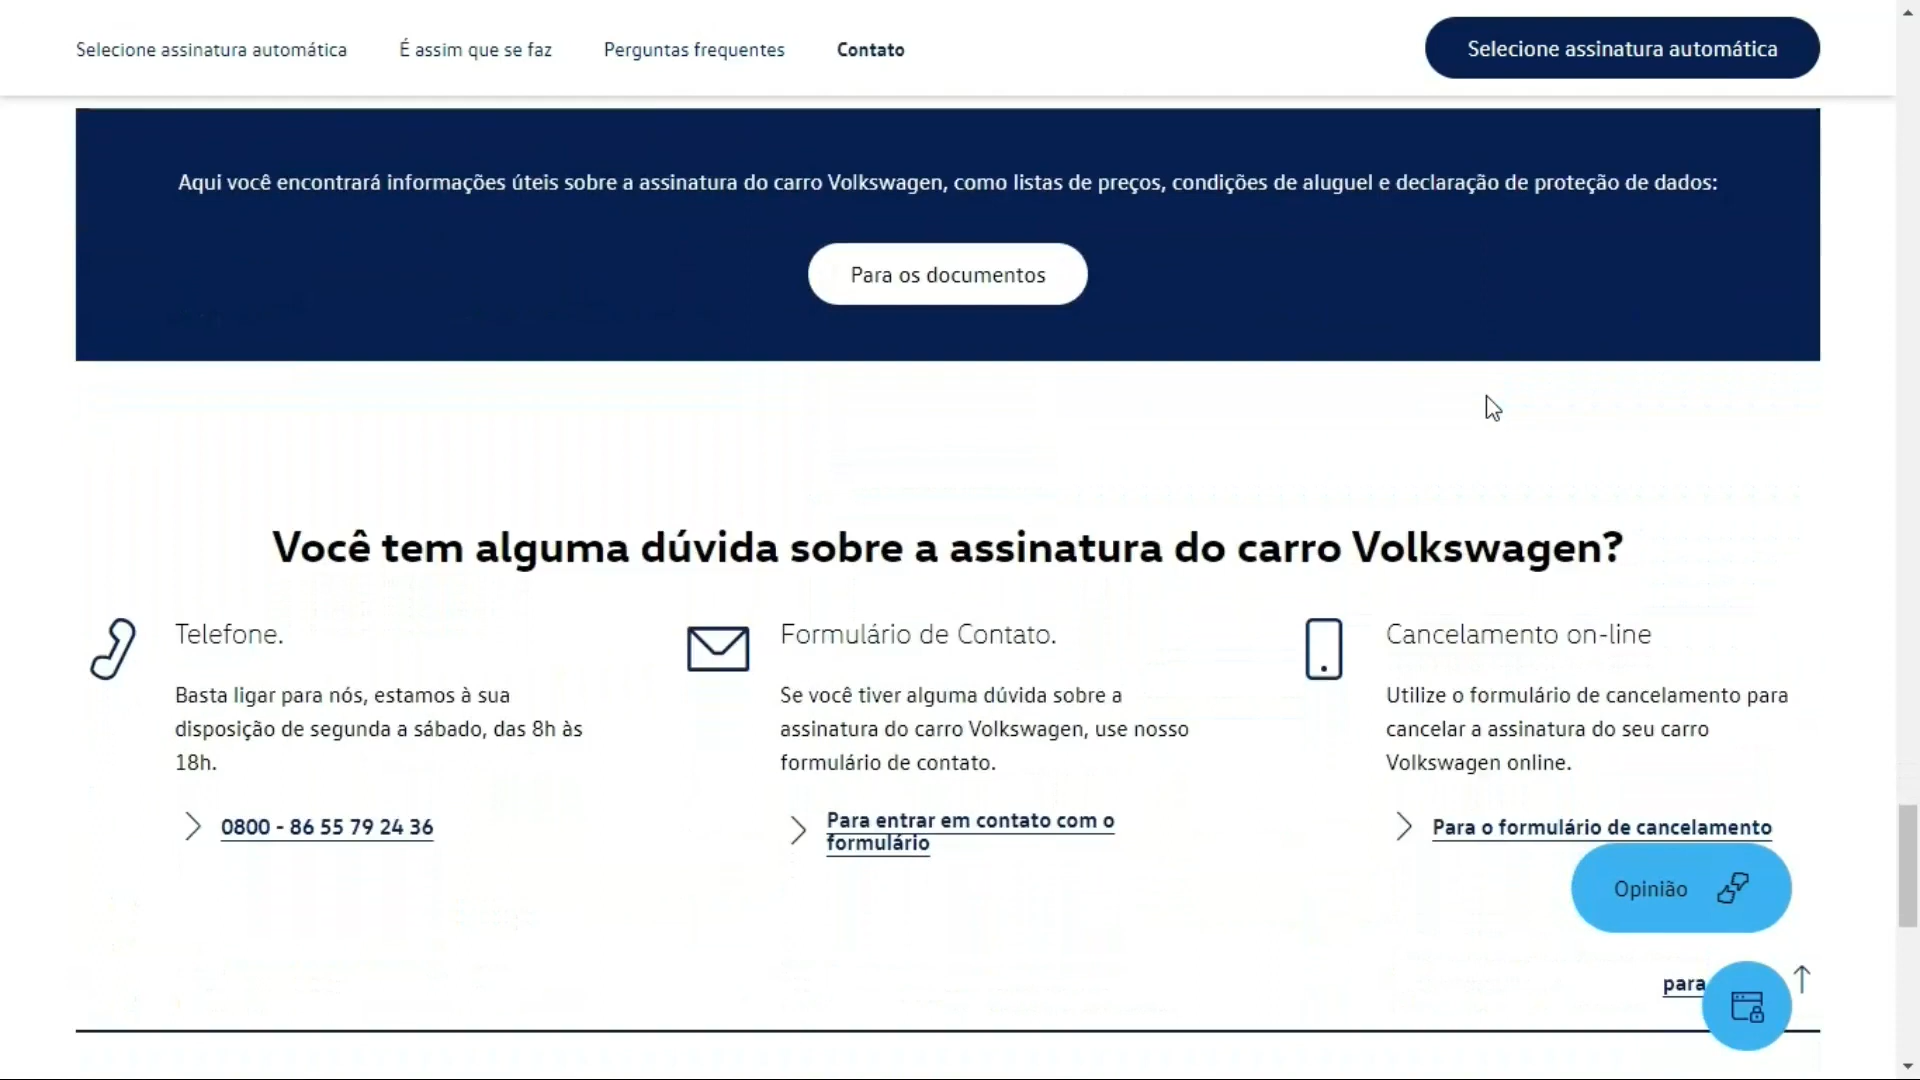 Selecione assinatura automática
É assim que se faz
Perguntas frequentes
Contato
Selecione assinatura automática
Aqui você encontrará informações úteis sobre a assinatura do carro Volkswagen, como listas de preços, condições de aluguel e declaração de proteção de dados:
Para os documentos
Você tem alguma dúvida sobre a assinatura do carro Volkswagen?
Telefone.
Basta ligar para nós, estamos à sua
disposição de segunda a sábado, das 8h às
18h.
0800 - 86 55 79 24 36
Formulário de Contato.
Se você tiver alguma dúvida sobre a
assinatura do carro Volkswagen, use nosso
formulário de contato.
Para entrar em contato com o
formulário
Cancelamento on-line
Utilize o formulário de cancelamento para
cancelar a assinatura do seu carro
Volkswagen online.
Para o formulário de cancelamento
Opinião
para